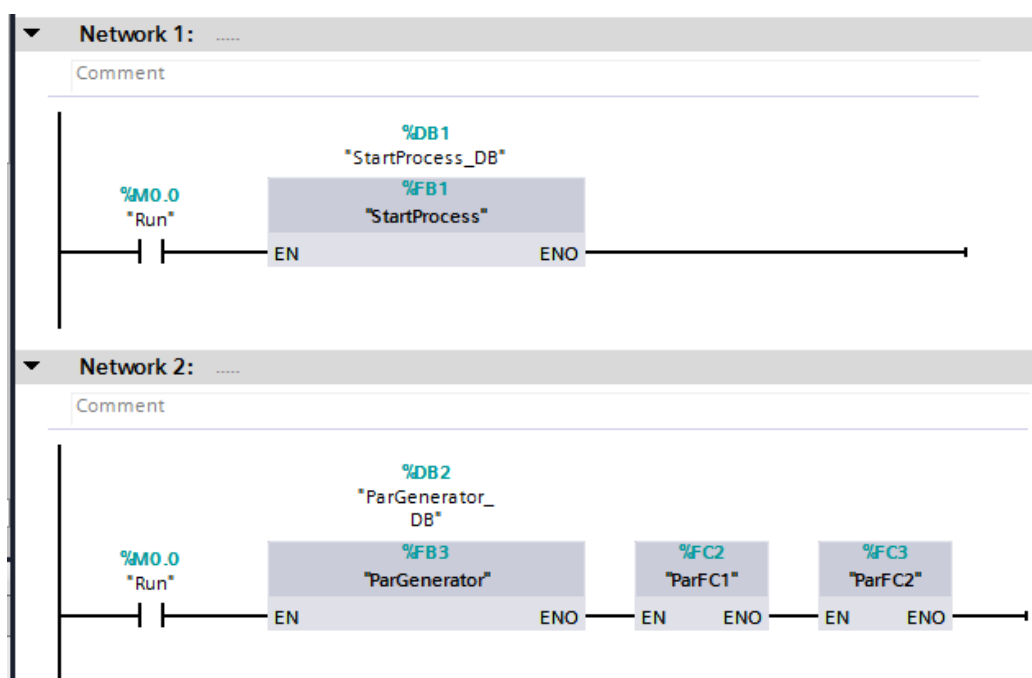 Network 1: .....
Comment
%DB1
"StartProcess_DB"
%FB1
"StartProcess"
%M0.0
"Run"
EN ENO
Network 2: .....
Comment
%DB2
"ParGenerator_
DB"
%FB3
"ParGenerator"
%FC2
"ParFC1"
%FC3
"ParFC2"
%M0.0
"Run"
EN ENO EN ENO EN ENO